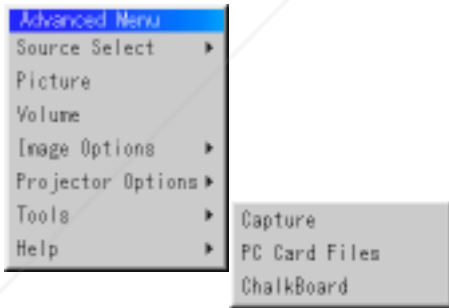 Advanced Menu
Source Select
Picture
Volume
Image Options
Projector Options
Tools
Help
Capture
PC Card Files
ChalkBoard